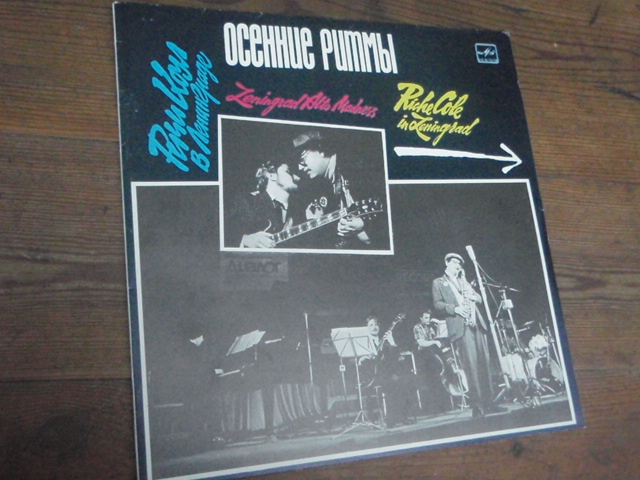 ОСЕННИЕ РИТМЫ
Ричи Коул
в Ленинграде
Leningrad Alto Madness
Richie Cole
in Leningrad